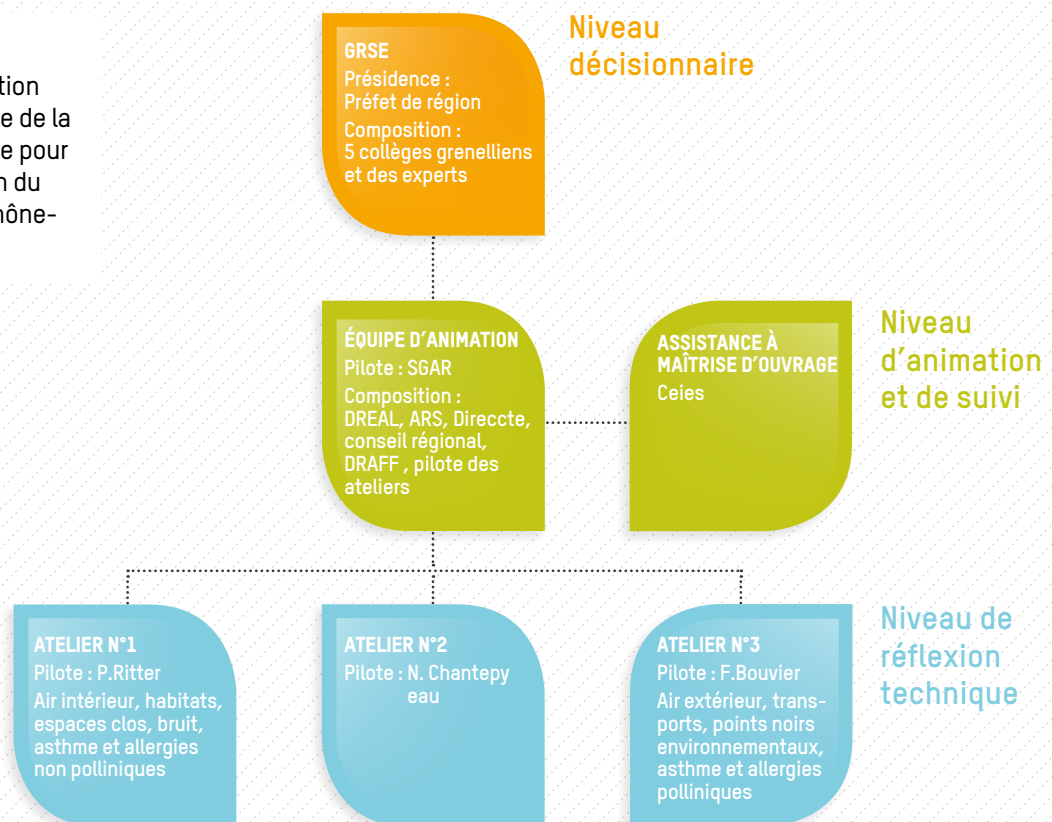 tion
e de la
e pour
n du
hône-
GRSE
Présidence :
Préfet de région
Composition :
5 collèges grenelliens
et des experts
Niveau
décisionnaire
ÉQUIPE D’ANIMATION
Pilote : SGAR
Composition :
DREAL, ARS, Direccte,
conseil régional,
DRAFF , pilote des
ateliers
ASSISTANCE À
MAÎTRISE D’OUVRAGE
Ceies
Niveau
d’animation
et de suivi
ATELIER N°1
Pilote : P.Ritter
Air intérieur, habitats,
espaces clos, bruit,
asthme et allergies
non polliniques
ATELIER N°2
Pilote : N. Chantepy
eau
ATELIER N°3
Pilote : F.Bouvier
Air extérieur, trans-
ports, points noirs
environnementaux,
asthme et allergies
polliniques
Niveau de
réflexion
technique